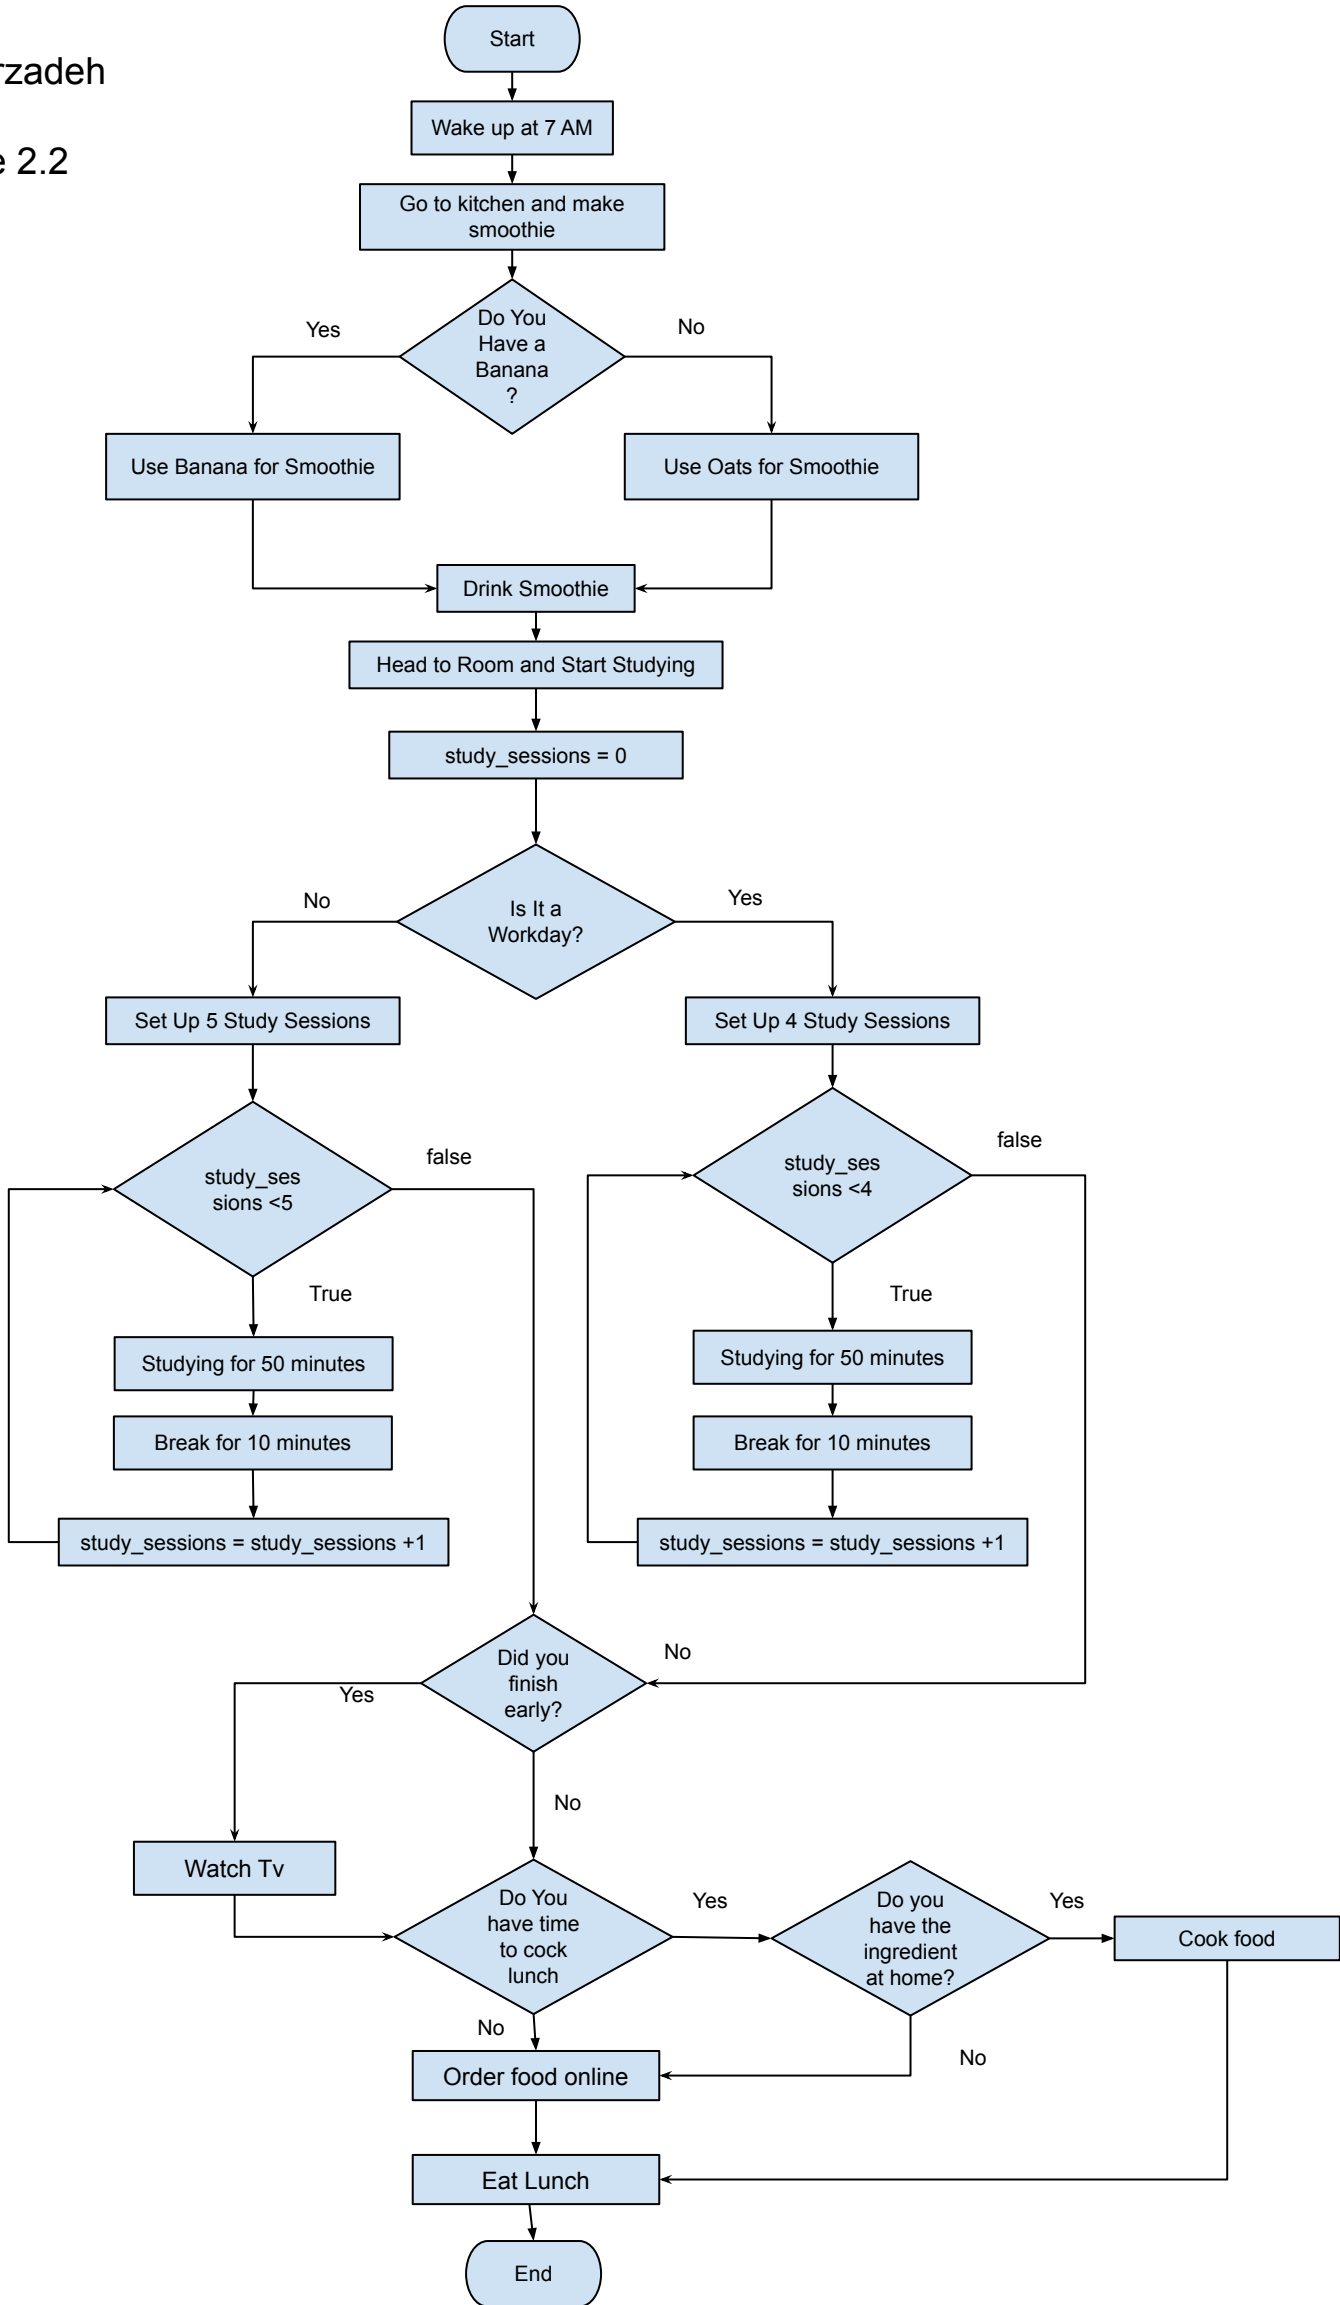 Start
rzadeh
Wake up at 7 AM
e 2.2
Go to kitchen and make
smoothie
Do You
Have a
Banana
?
Yes
No
Use Banana for Smoothie
Use Oats for Smoothie
Drink Smoothie
Head to Room and Start Studying
study_sessions = 0
Is It a
Workday?
No
Yes
Set Up 5 Study Sessions
Set Up 4 Study Sessions
study_ses
sions <5
false
study_ses
sions <4
false
True
True
Studying for 50 minutes
Studying for 50 minutes
Break for 10 minutes
Break for 10 minutes
study_sessions = study_sessions +1
study_sessions = study_sessions +1
Did you
finish
early?
No
Yes
No
Watch Tv
Do You
have time
to cock
lunch
Yes
Do you
have the
ingredient
at home?
Yes
Cook food
No
No
Order food online
Eat Lunch
End